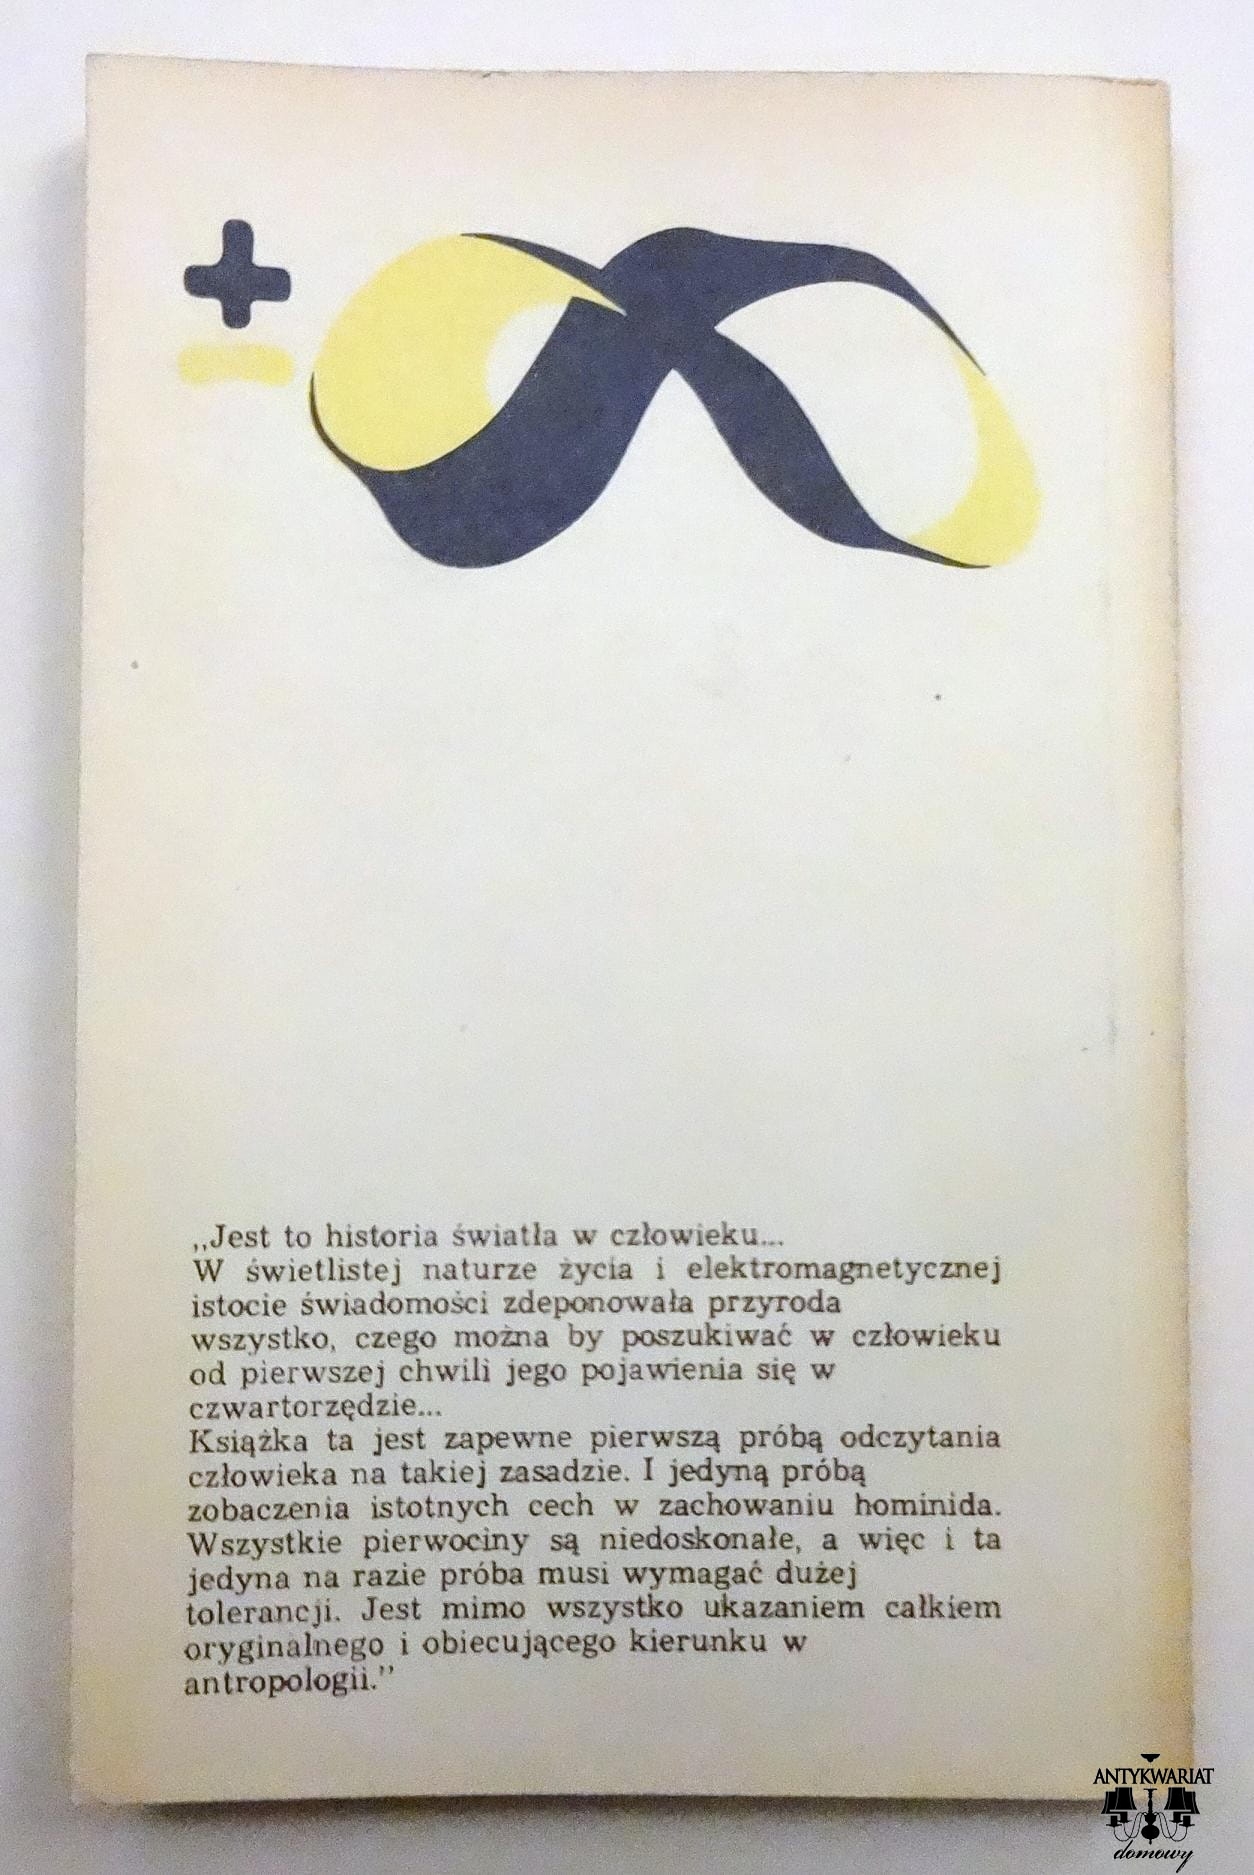 „Jest to historia światła w człowieku...
W świetlistej naturze życia i elektromagnetycznej
istocie świadomości zdeponowała przyroda
wszystko, czego można by poszukiwać w człowieku
od pierwszej chwili jego pojawienia się w
czwartorzędzie...
Książka ta jest zapewne pierwszą próbą odczytania
człowieka na takiej zasadzie. I jedyną próbą
zobaczenia istotnych cech w zachowaniu hominida.
Wszystkie pierwociny są niedoskonałe, a więc i ta
jedyna na razie próba musi wymagać dużej
tolerancji. Jest mimo wszystko ukazaniem całkiem
oryginalnego i obiecującego kierunku w
antropologii.”
ANTYKWARIAT
domowy